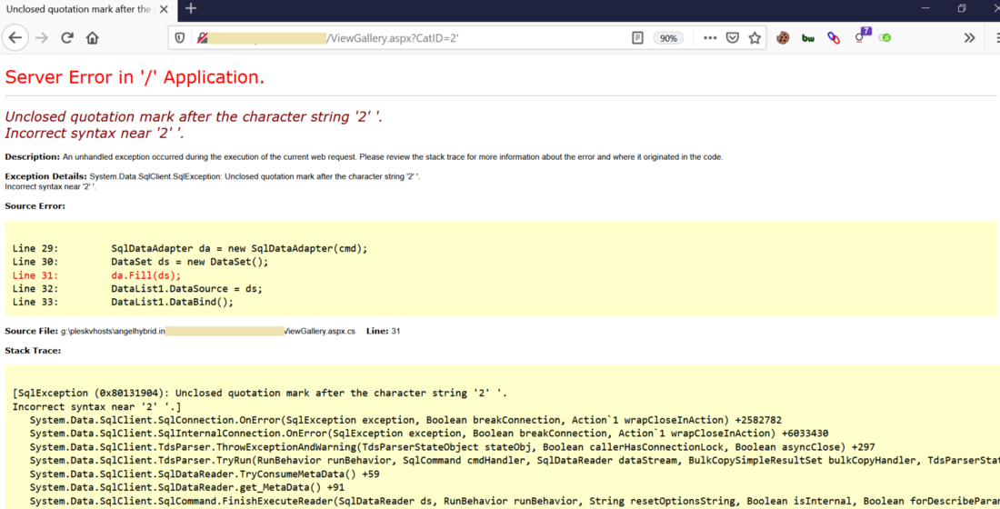 Unclosed quotation mark after the
/ViewGallery.aspx?CatID=2'
90%
bw
7
Server Error in '/' Application.
Unclosed quotation mark after the character string '2' '.
Incorrect syntax near '2' '.
Description: An unhandled exception occurred during the execution of the current web request. Please review the stack trace for more information about the error and where it originated in the code.
Exception Details: System.Data.SqlClient.SqlException: Unclosed quotation mark after the character string '2' '.
Incorrect syntax near '2' '.
Source Error:
Line 29: SqlDataAdapter da = new SqlDataAdapter(cmd);
Line 30: DataSet ds = new DataSet();
Line 31: da.Fill(ds);
Line 32: DataList1.DataSource = ds;
Line 33: DataList1.DataBind();
Source File: g:\pleskvhosts\angelhybrid.in ViewGallery.aspx.cs Line: 31
Stack Trace:
[SqlException (0x80131904): Unclosed quotation mark after the character string '2' '.
Incorrect syntax near '2' '.]
System.Data.SqlClient.SqlConnection.OnError(SqlException exception, Boolean breakConnection, Action`1 wrapCloseInAction) +2582782
System.Data.SqlClient.SqlInternalConnection.OnError(SqlException exception, Boolean breakConnection, Action`1 wrapCloseInAction) +6033430
System.Data.SqlClient.TdsParser.ThrowExceptionAndWarning(TdsParserStateObject stateObj, Boolean callerHasConnectionLock, Boolean asyncClose) +297
System.Data.SqlClient.TdsParser.TryRun(RunBehavior runBehavior, SqlCommand cmdHandler, SqlDataReader dataStream, BulkCopySimpleResultSet bulkCopyHandler, TdsParserStat
System.Data.SqlClient.SqlDataReader.TryConsumeMetaData() +59
System.Data.SqlClient.SqlDataReader.get_MetaData() +91
System.Data.SqlClient.SqlCommand.FinishExecuteReader(SqlDataReader ds, RunBehavior runBehavior, String resetOptionsString, Boolean isInternal, Boolean forDescribeParam